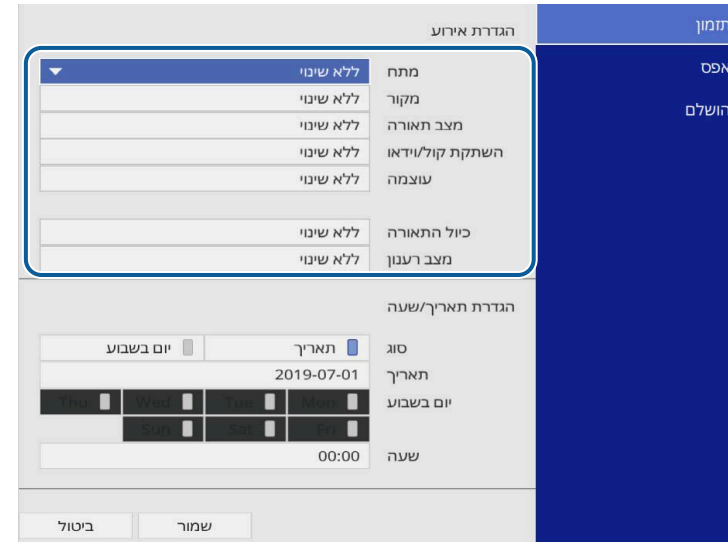 תזמון
אפס
הושלם
הגדרת אירוע
מתח ללא שינוי
מקור ללא שינוי
מצב תאורה ללא שינוי
השתקת קול/וידאו ללא שינוי
עוצמה ללא שינוי
כיול התאורה ללא שינוי
מצב רענון ללא שינוי
הגדרת תאריך/שעה
סוג תאריך יום בשבוע
תאריך 2019-07-01
יום בשבוע Mon Tue Wed Thu
Fri Sat Sun
שעה 00:00
שמור ביטול